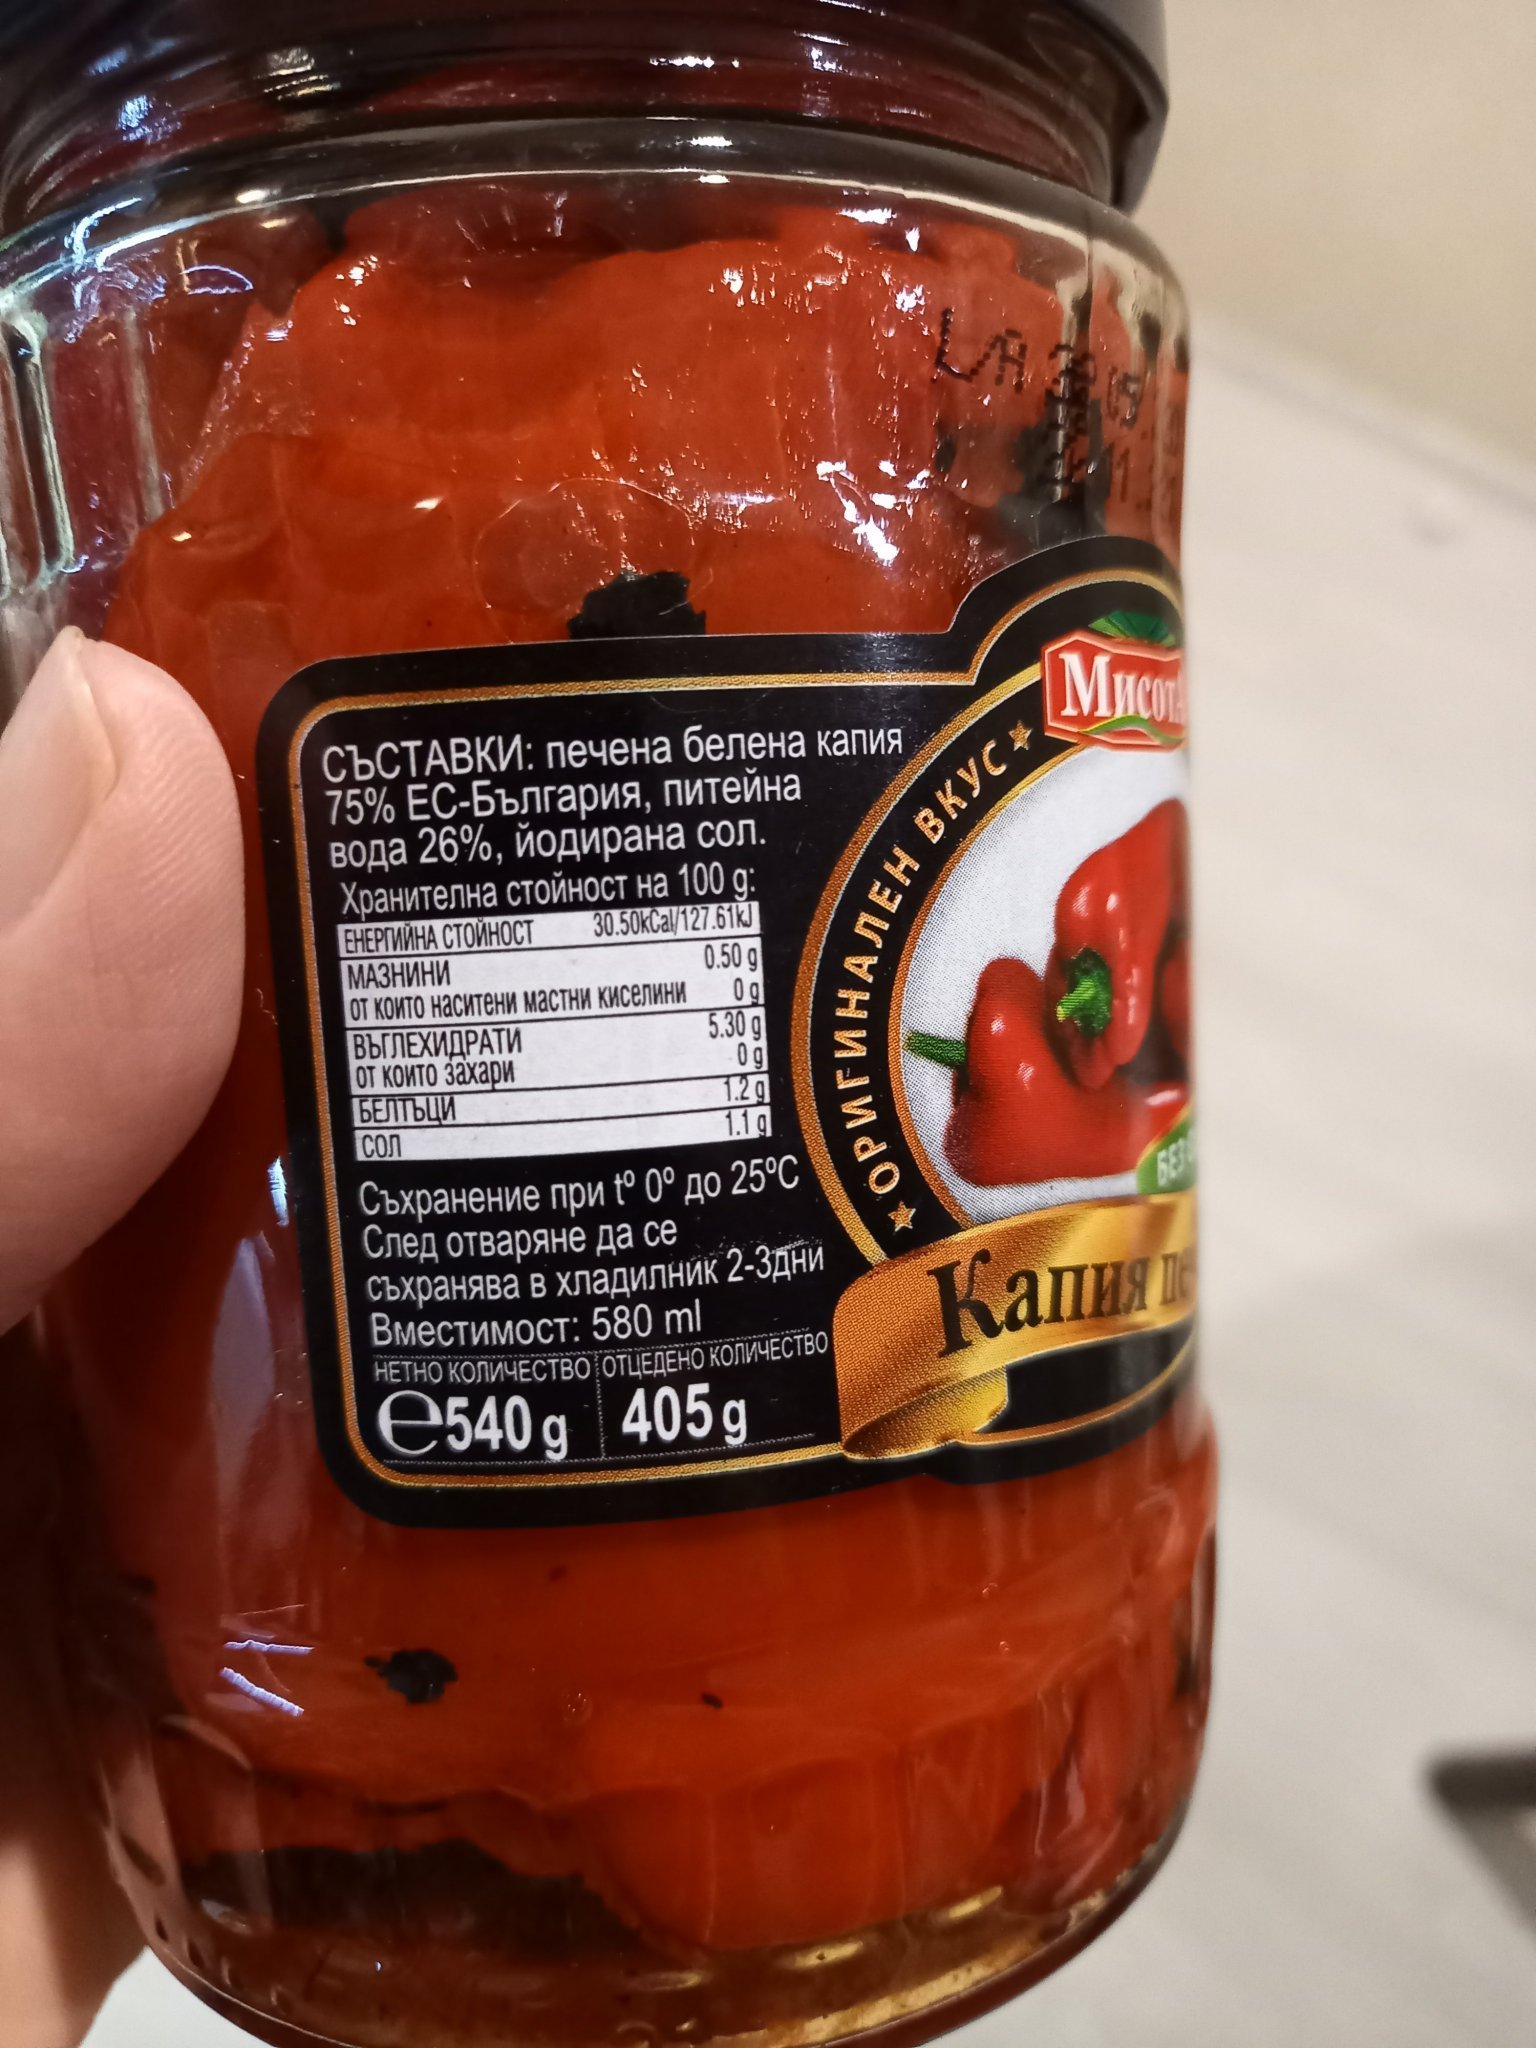 СЪСТАВКИ: печена белена капия
75% ЕС-България, питейна
вода 26%, йодирана сол.
Хранителна стойност на 100 g:
ЕНЕРГИЙНА СТОЙНОСТ 30.50kCal/127.61kJ
МАЗНИНИ 0.50 g
от които наситени мастни киселини 0 g
ВЪГЛЕХИДРАТИ 5.30 g
от които захари 0 g
БЕЛТЪЦИ 1.2 g
СОЛ 1.1 g
Съхранение при t° 0° до 25°C
След отваряне да се
съхранява в хладилник 2-3дни
Вместимост: 580 ml
НЕТНО КОЛИЧЕСТВО ОТЦЕДЕНО КОЛИЧЕСТВО
℮540 g 405 g
ОРИГИНАЛЕН ВКУС
Капия